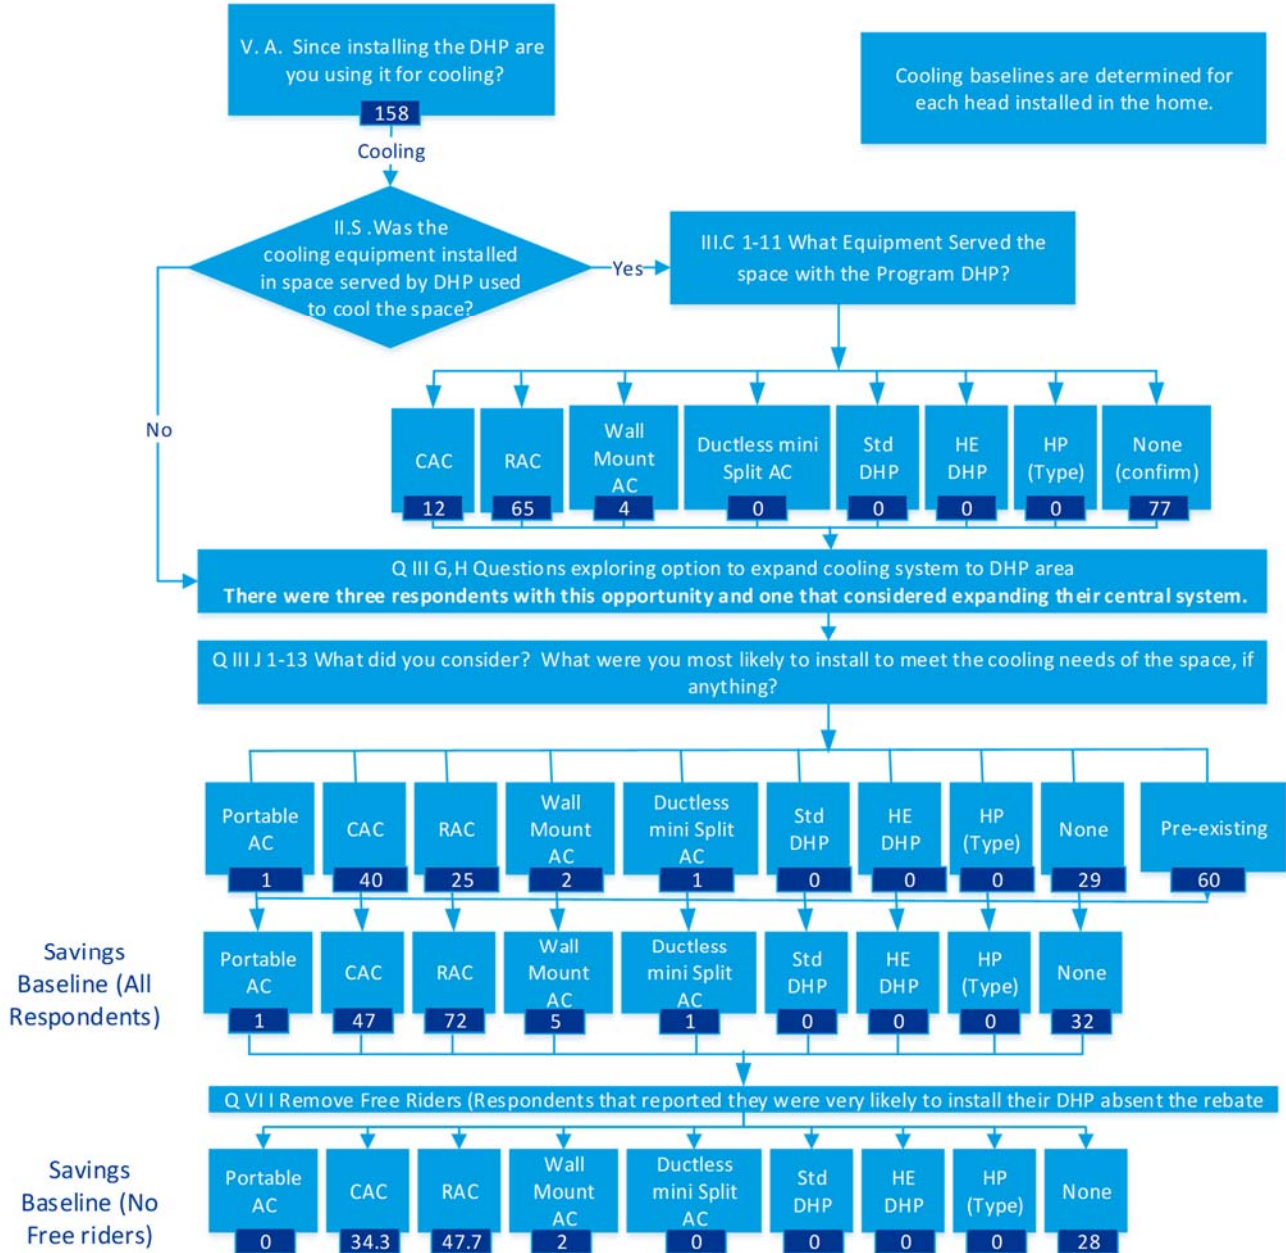 V. A.  Since installing the DHP are
you using it for cooling?
158
Cooling baselines are determined for
each head installed in the home.
Cooling
II.S .Was the
cooling equipment installed
in space served by DHP used
to cool the space?
Yes
III.C 1-11 What Equipment Served the
space with the Program DHP?
No
CAC
12
RAC
65
Wall
Mount
AC
4
Ductless mini
Split AC
0
Std
DHP
0
HE
DHP
0
HP
(Type)
0
None
(confirm)
77
Q III G,H Questions exploring option to expand cooling system to DHP area
There were three respondents with this opportunity and one that considered expanding their central system.
Q III J 1-13 What did you consider?  What were you most likely to install to meet the cooling needs of the space, if
anything?
Portable
AC
1
CAC
40
RAC
25
Wall
Mount
AC
2
Ductless
mini Split
AC
1
Std
DHP
0
HE
DHP
0
HP
(Type)
0
None
29
Pre-existing
60
Savings
Baseline (All
Respondents)
Portable
AC
1
CAC
47
RAC
72
Wall
Mount
AC
5
Ductless
mini Split
AC
1
Std
DHP
0
HE
DHP
0
HP
(Type)
0
None
32
Q VI I Remove Free Riders (Respondents that reported they were very likely to install their DHP absent the rebate
Savings
Baseline (No
Free riders)
Portable
AC
0
CAC
34.3
RAC
47.7
Wall
Mount
AC
2
Ductless
mini Split
AC
0
Std
DHP
0
HE
DHP
0
HP
(Type)
0
None
28